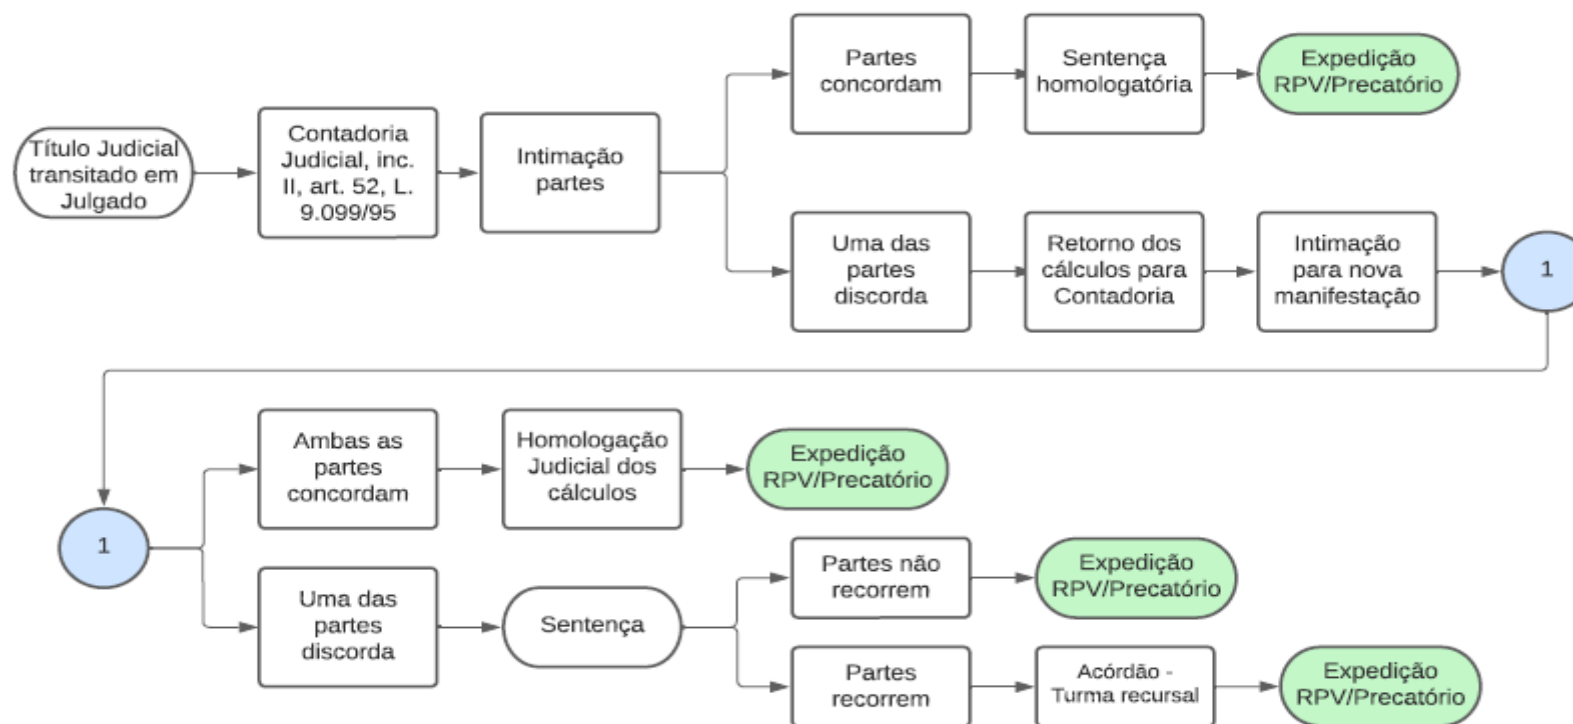 Título Judicial
transitado em
Julgado
Contadoria
Judicial, inc.
II, art. 52, L.
9.099/95
Intimação
partes
Partes
concordam
Sentença
homologatória
Expedição
RPV/Precatório
Uma das
partes
discorda
Retorno dos
cálculos para
Contadoria
Intimação
para nova
manifestação
1
1
Ambas as
partes
concordam
Homologação
Judicial dos
cálculos
Expedição
RPV/Precatório
Uma das
partes
discorda
Sentença
Partes não
recorrem
Expedição
RPV/Precatório
Partes
recorrem
Acórdão -
Turma recursal
Expedição
RPV/Precatório